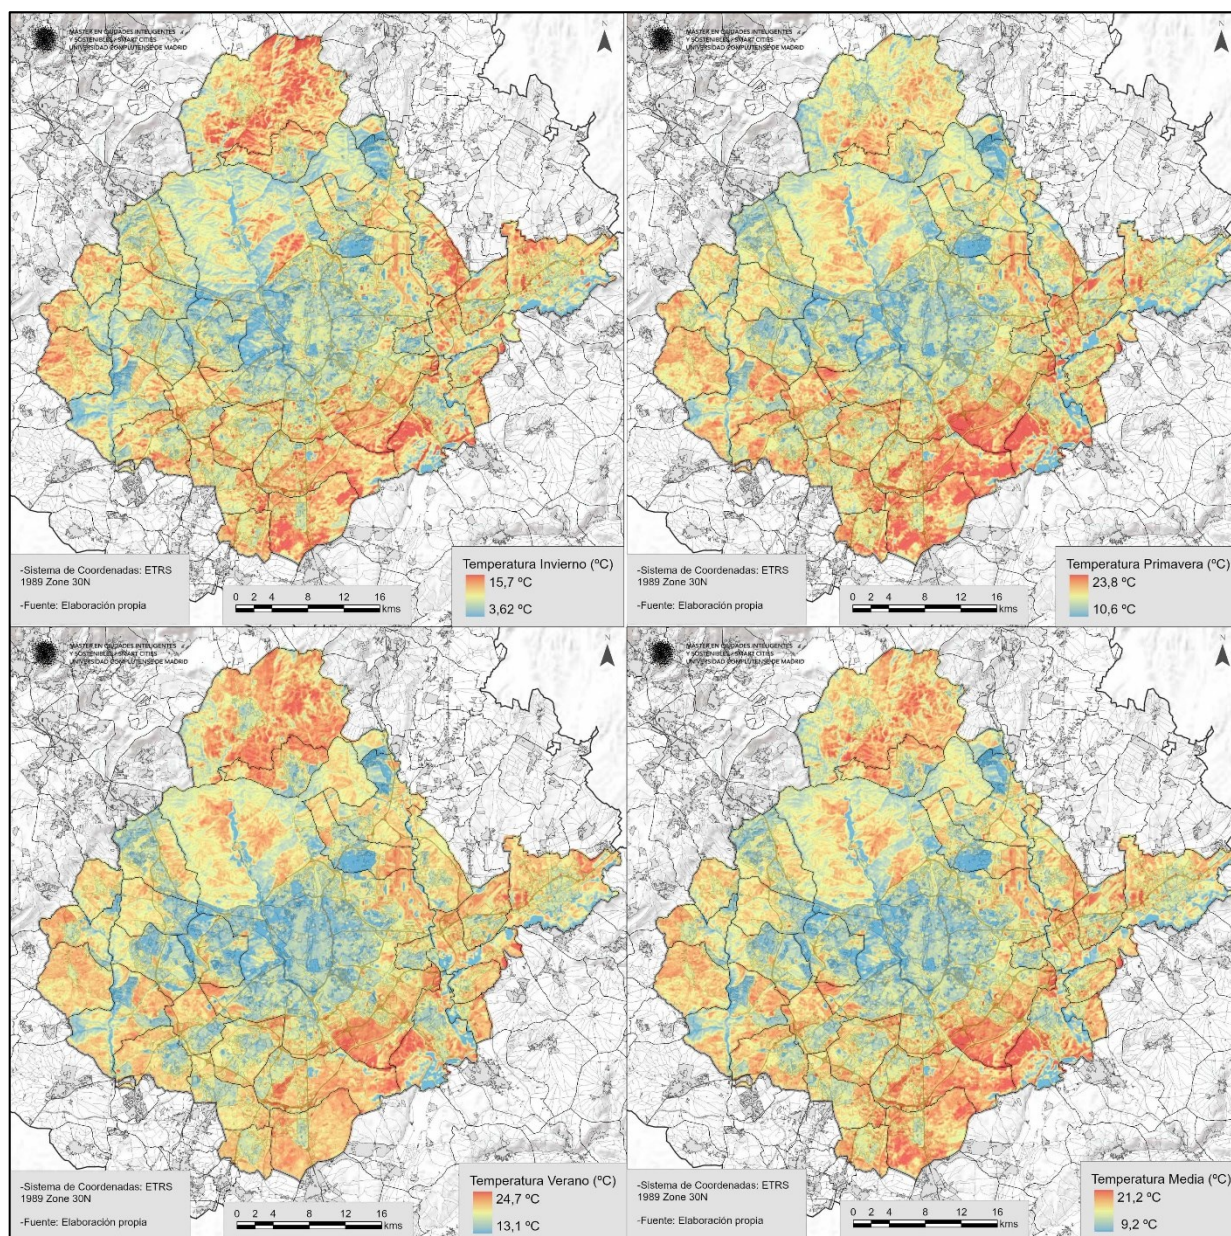 MÁSTER EN CIUDADES INTELIGENTES
Y SOSTENIBLES / SMART CITIES
UNIVERSIDAD COMPLUTENSE DE MADRID
-Sistema de Coordenadas: ETRS
1989 Zone 30N
-Fuente: Elaboración propia
0 2 4 8 12 16
kms
Temperatura Invierno (ºC)
15,7 ºC
3,62 ºC
MÁSTER EN CIUDADES INTELIGENTES
Y SOSTENIBLES / SMART CITIES
UNIVERSIDAD COMPLUTENSE DE MADRID
-Sistema de Coordenadas: ETRS
1989 Zone 30N
-Fuente: Elaboración propia
0 2 4 8 12 16
kms
Temperatura Primavera (ºC)
23,8 ºC
10,6 ºC
MÁSTER EN CIUDADES INTELIGENTES
Y SOSTENIBLES / SMART CITIES
UNIVERSIDAD COMPLUTENSE DE MADRID
-Sistema de Coordenadas: ETRS
1989 Zone 30N
-Fuente: Elaboración propia
0 2 4 8 12 16
kms
Temperatura Verano (ºC)
24,7 ºC
13,1 ºC
MÁSTER EN CIUDADES INTELIGENTES
Y SOSTENIBLES / SMART CITIES
UNIVERSIDAD COMPLUTENSE DE MADRID
-Sistema de Coordenadas: ETRS
1989 Zone 30N
-Fuente: Elaboración propia
0 2 4 8 12 16
kms
Temperatura Media (ºC)
21,2 ºC
9,2 ºC